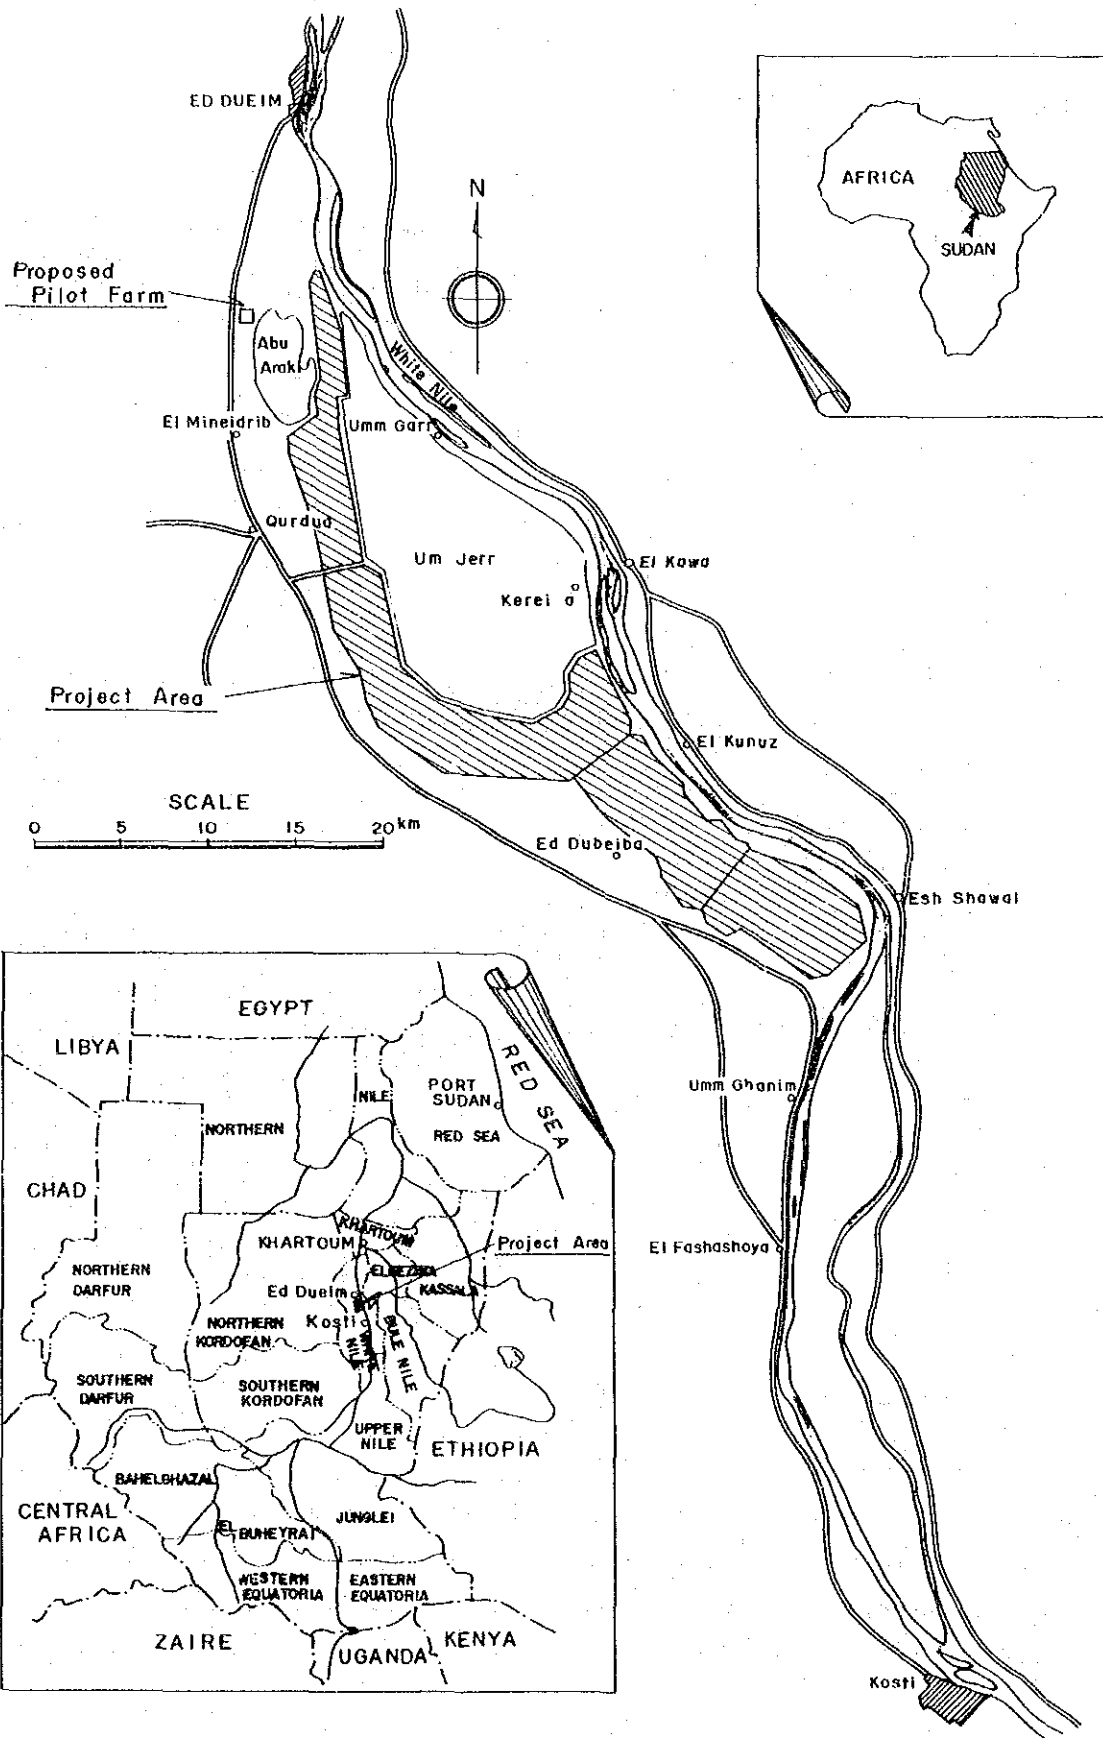 ED DUEIM
N
AFRICA
SUDAN
Proposed
Pilot Farm
Abu
Araki
White Nile
El Mineidrib
Umm Garr
Qurdud
Um Jerr
El Kawa
Kerei
Project Area
El Kunuz
SCALE
0 5 10 15 20 km
Ed Dubeiba
Esh Shawal
EGYPT
LIBYA
RED SEA
NILE
PORT
SUDAN
NORTHERN
RED SEA
Umm Ghanim
CHAD
KHARTOUM
KHARTOUM
Project Area
El Fashashoya
NORTHERN
DARFUR
ELGEZIRA
KASSALA
Ed Dueim
Kosti
NORTHERN
KORDOFAN
WHITE
NILE
BULE NILE
SOUTHERN
DARFUR
SOUTHERN
KORDOFAN
UPPER
NILE
ETHIOPIA
BAHELGHAZAL
CENTRAL
AFRICA
EL
BUHEYRAT
JUNGLEI
WESTERN
EQUATORIA
EASTERN
EQUATORIA
ZAIRE
UGANDA
KENYA
Kosti